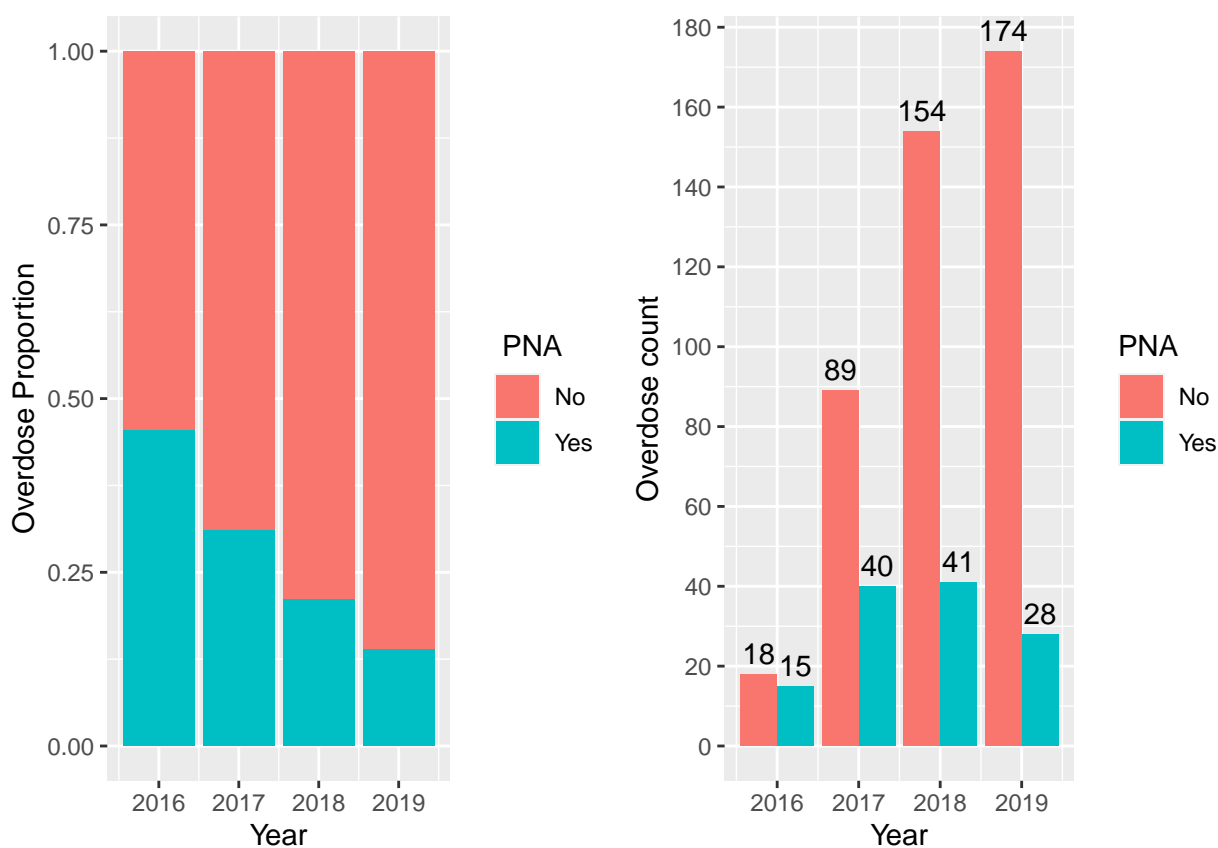 Overdose Proportion
1.00
0.75
0.50
0.25
0.00
2016 2017 2018 2019
Year
PNA
No
Yes
Overdose count
180
160
140
120
100
80
60
40
20
0
18 15 89 40 154 41 174 28
2016 2017 2018 2019
Year
PNA
No
Yes